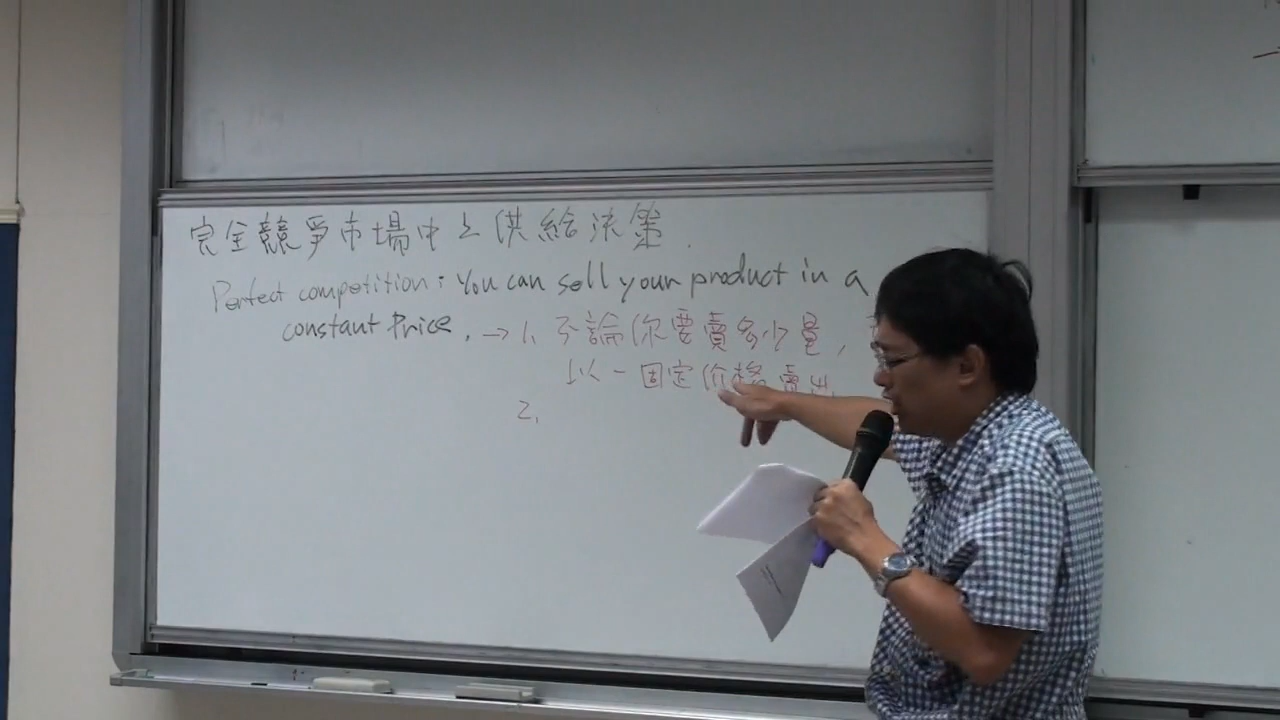 完全競爭市場中之供給決策.
Perfect competition: You can sell your product in a
constant Price. → 1. 不論你要賣多少量,
以一固定价格賣出
2.